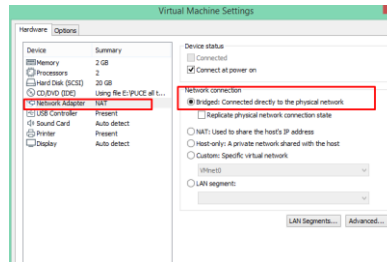 Virtual Machine Settings
Hardware Options
Device Summary
Memory 2 GB
Processors 2
Hard Disk (SCSI) 20 GB
CD/DVD (IDE) Using file E:\PUCE all t...
Network Adapter NAT
USB Controller Present
Sound Card Auto detect
Printer Present
Display Auto detect
Device status
Connected
Connect at power on
Network connection
Bridged: Connected directly to the physical network
Replicate physical network connection state
NAT: Used to share the host's IP address
Host-only: A private network shared with the host
Custom: Specific virtual network
VMnet0
LAN segment:
LAN Segments... Advanced...